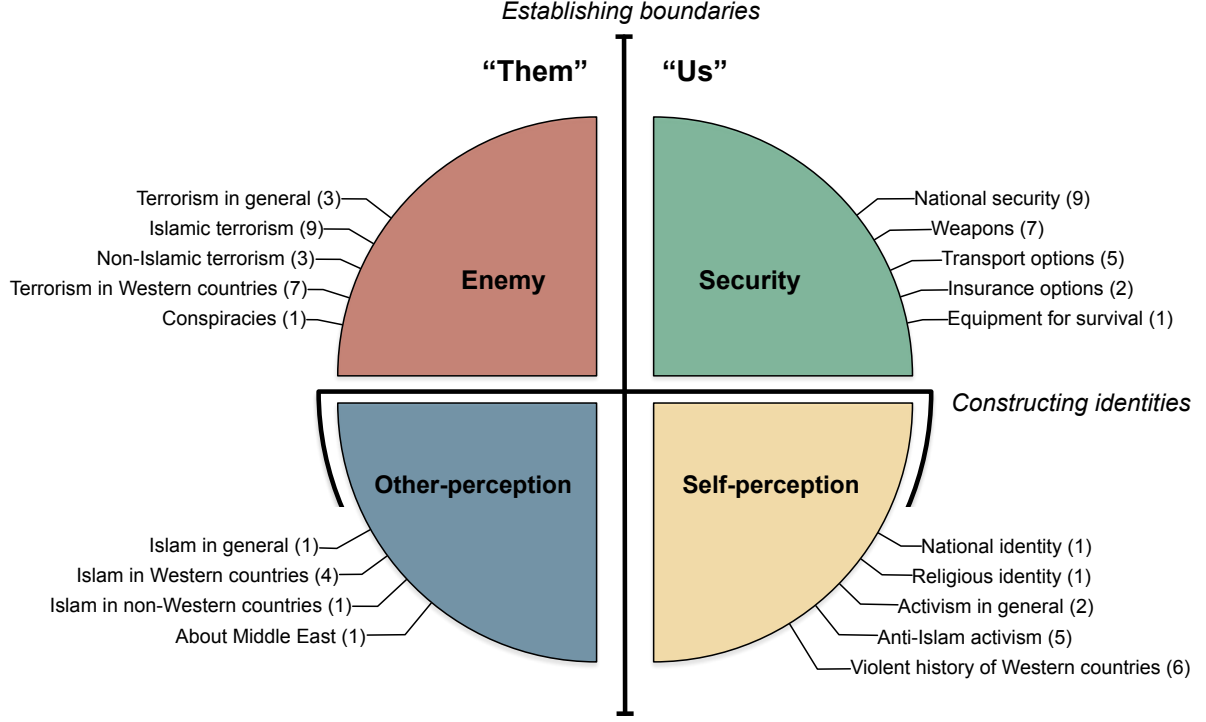 Establishing boundaries
“Them”
“Us”
Terrorism in general (3)
Islamic terrorism (9)
Non-Islamic terrorism (3)
Terrorism in Western countries (7)
Conspiracies (1)
Enemy
Security
National security (9)
Weapons (7)
Transport options (5)
Insurance options (2)
Equipment for survival (1)
Constructing identities
Other-perception
Self-perception
Islam in general (1)
Islam in Western countries (4)
Islam in non-Western countries (1)
About Middle East (1)
National identity (1)
Religious identity (1)
Activism in general (2)
Anti-Islam activism (5)
Violent history of Western countries (6)